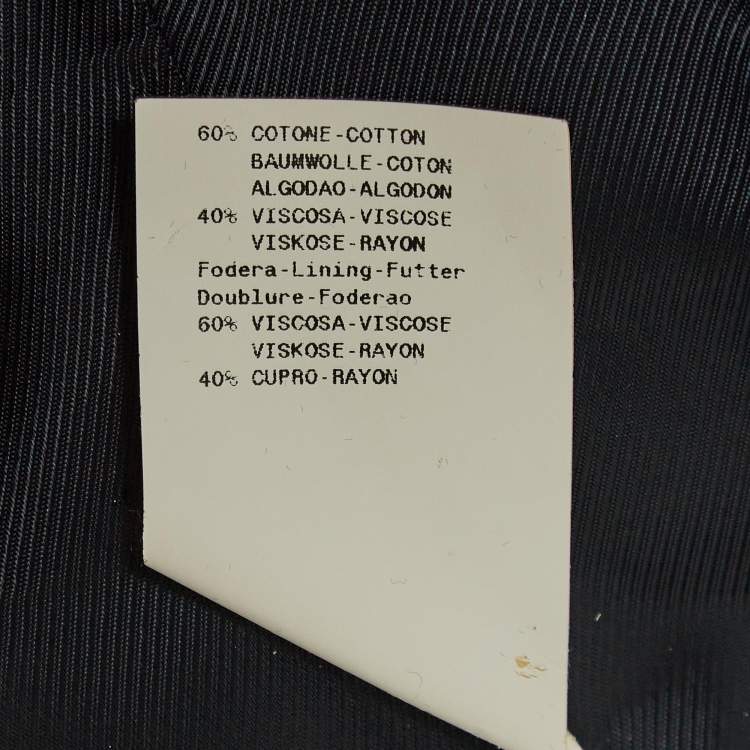 60% COTONE-COTTON
BAUMWOLLE-COTON
ALGODAO-ALGODON
40% VISCOSA-VISCOSE
VISKOSE-RAYON
Fodera-Lining-Futter
Doublure-Foderao
60% VISCOSA-VISCOSE
VISKOSE-RAYON
40% CUPRO-RAYON